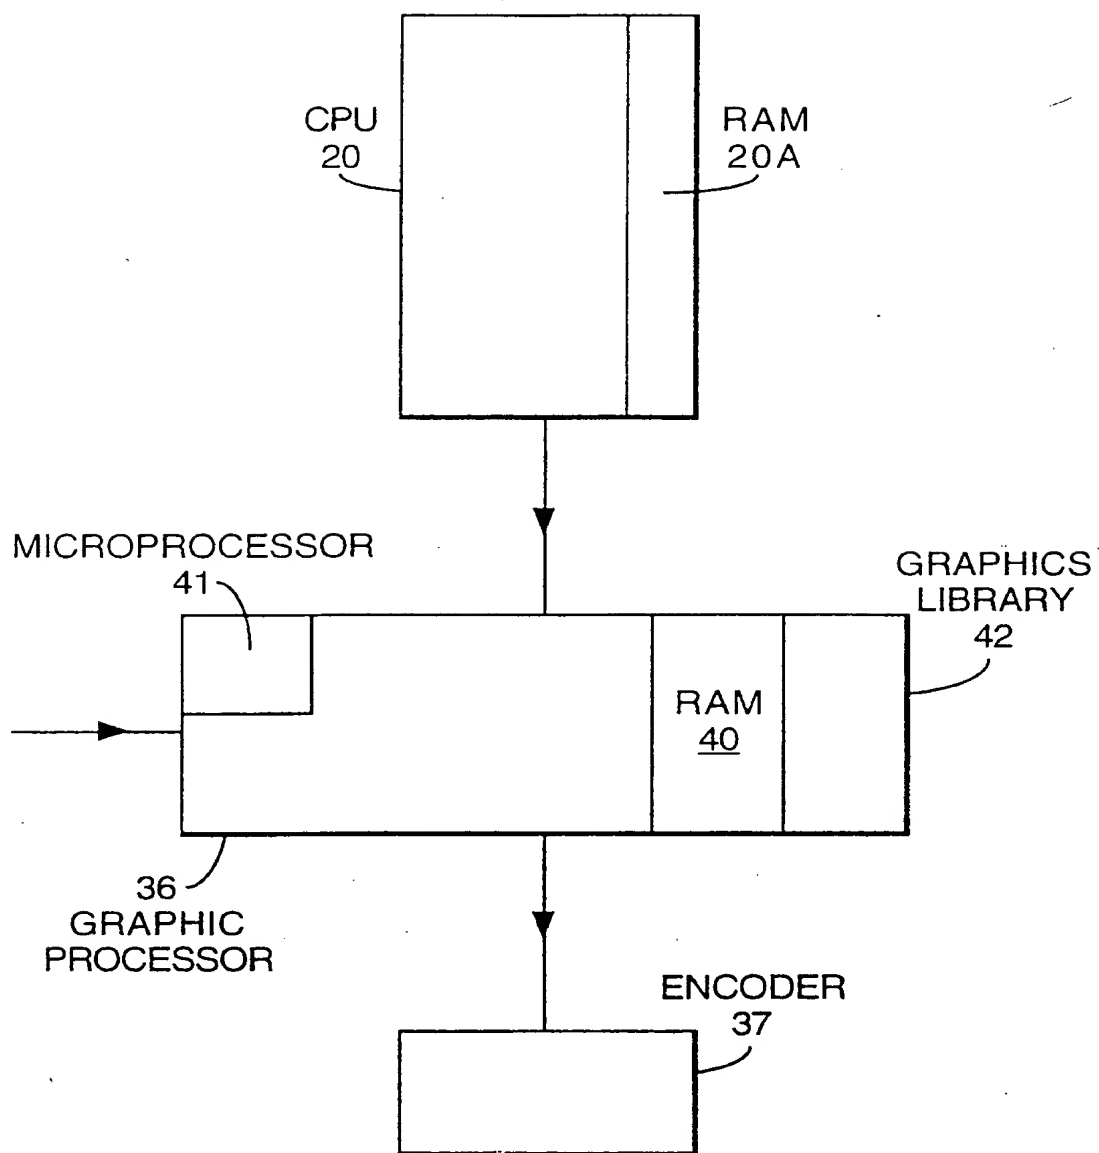 CPU
20
RAM
20A
MICROPROCESSOR
41
GRAPHICS
LIBRARY
42
RAM
40
36
GRAPHIC
PROCESSOR
ENCODER
37